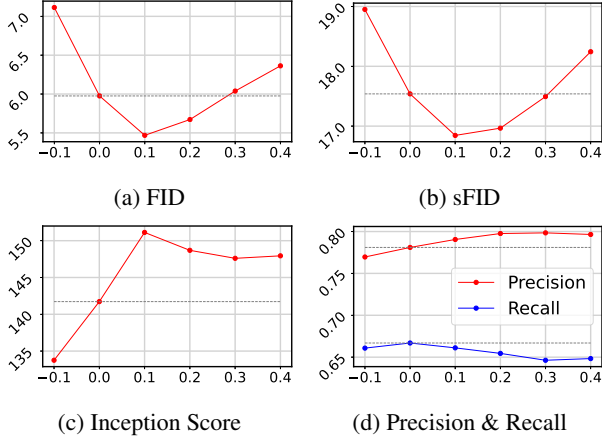 7.0
6.5
6.0
5.5
−0.1 0.0 0.1 0.2 0.3 0.4
(a) FID
19.0
18.0
17.0
−0.1 0.0 0.1 0.2 0.3 0.4
(b) sFID
150
145
140
135
−0.1 0.0 0.1 0.2 0.3 0.4
(c) Inception Score
0.80
0.75
0.70
0.65
Precision
Recall
−0.1 0.0 0.1 0.2 0.3 0.4
(d) Precision & Recall